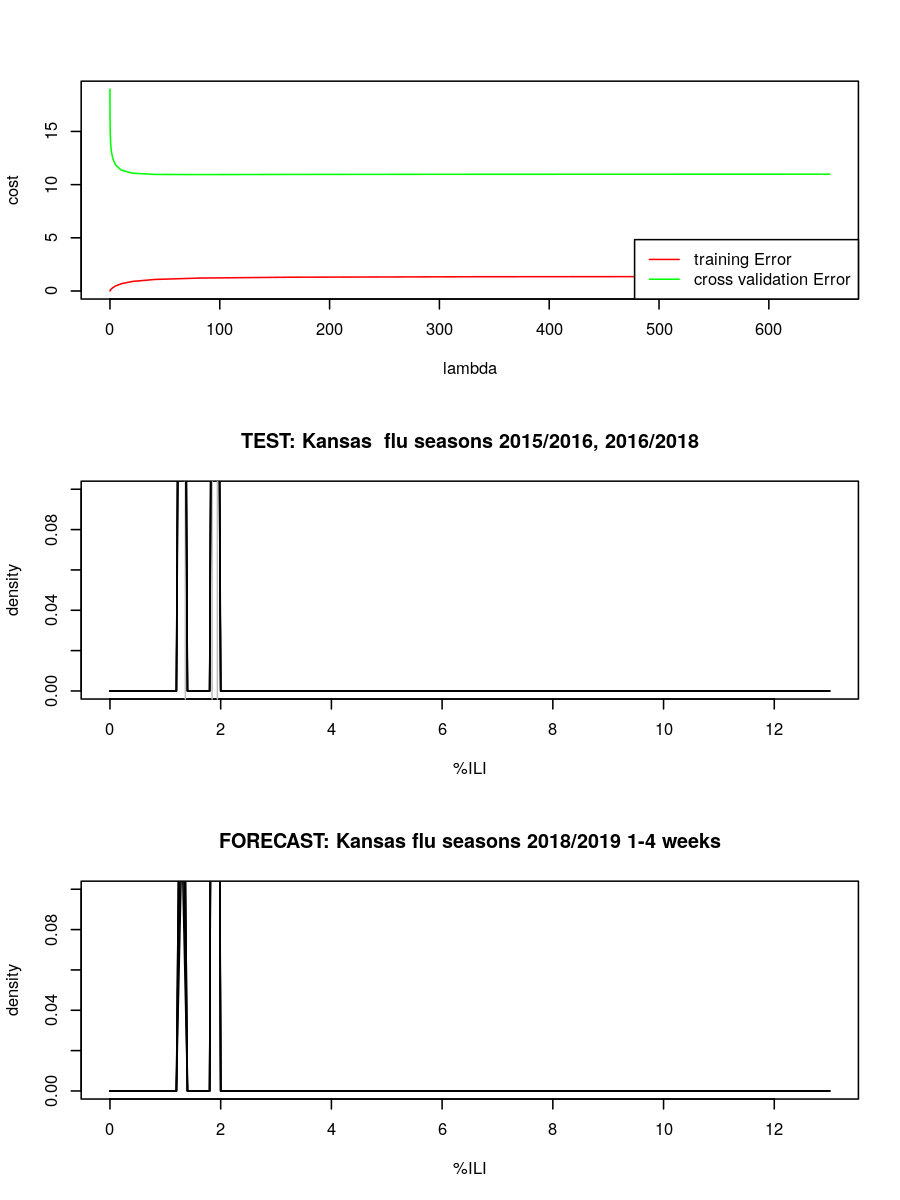 15
10
5
0
cost
training Error
cross validation Error
0 100 200 300 400 500 600
lambda
TEST: Kansas  flu seasons 2015/2016, 2016/2018
0.08
0.04
0.00
density
0 2 4 6 8 10 12
%ILI
FORECAST: Kansas flu seasons 2018/2019 1-4 weeks
0.08
0.04
0.00
density
0 2 4 6 8 10 12
%ILI